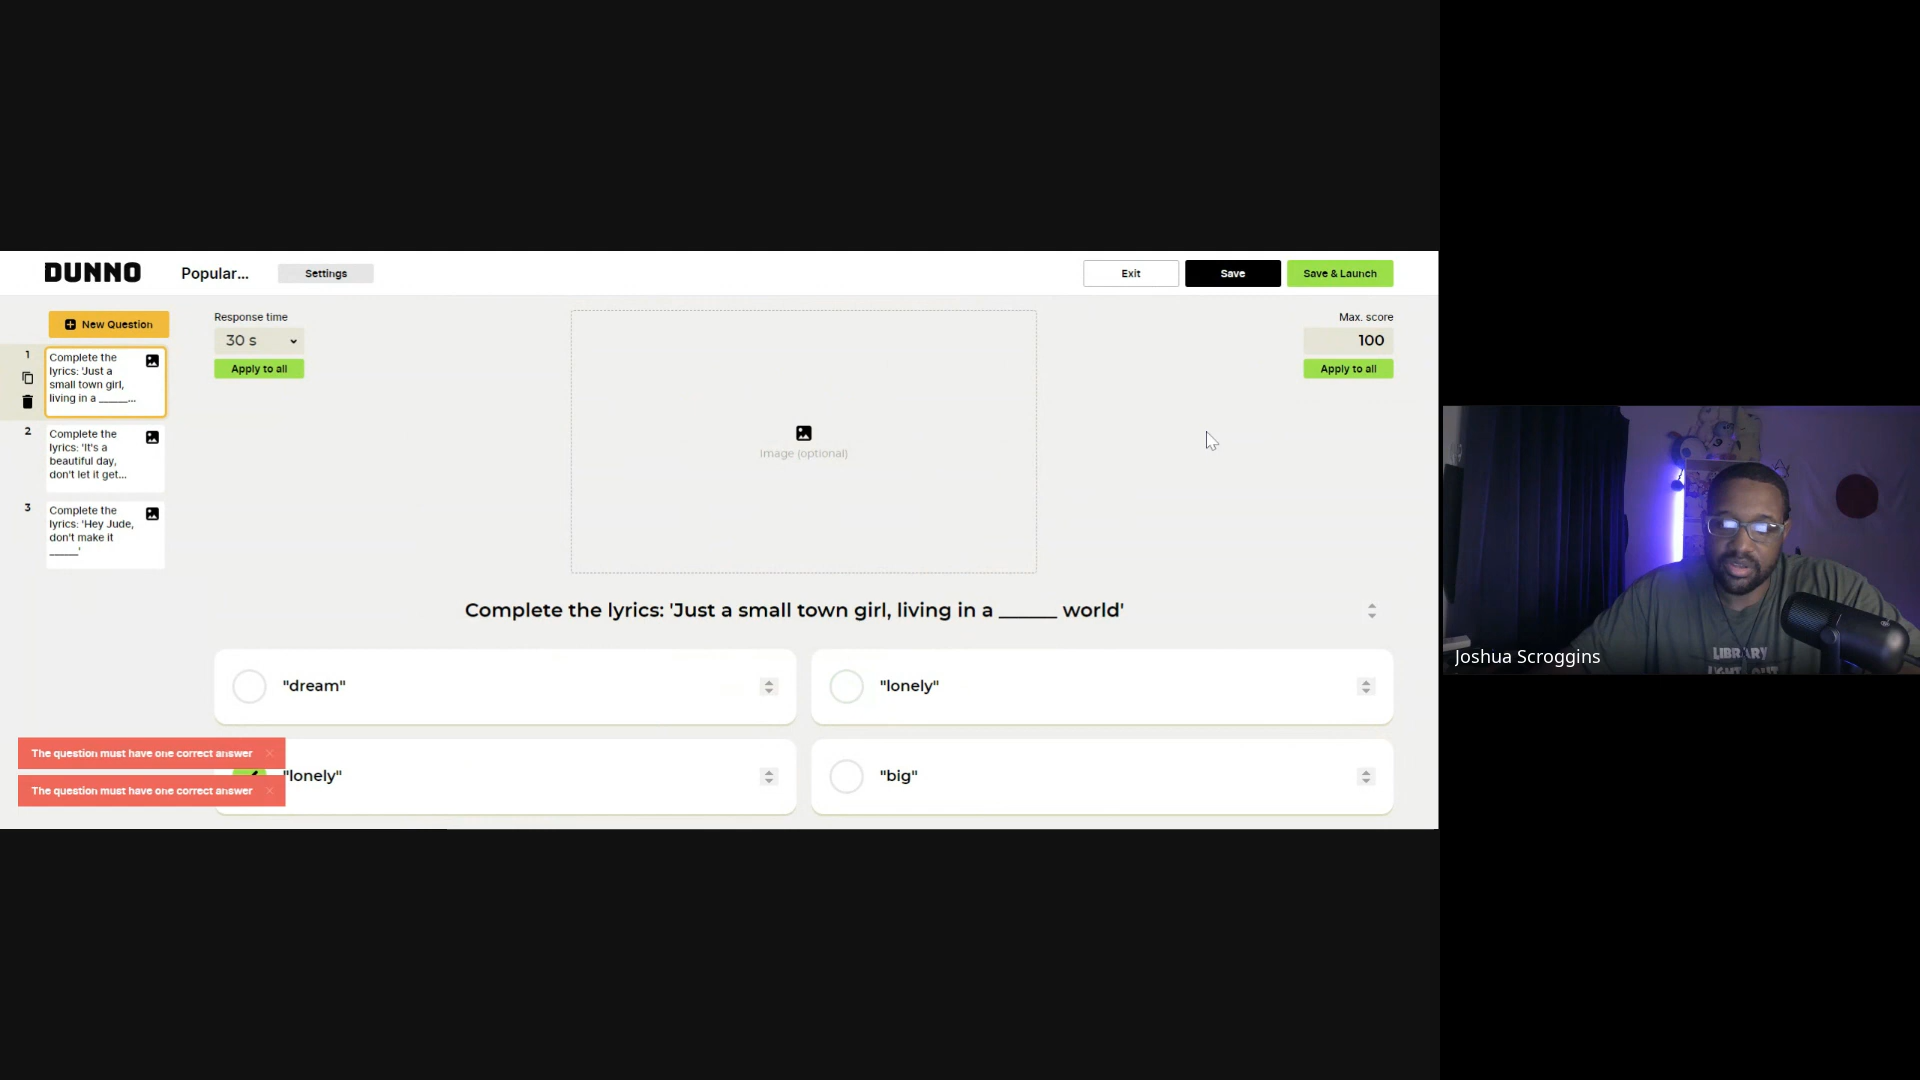 DUNNO
Popular...
Settings
Exit
Save
Save & Launch
New Question
Response time
30 s
Apply to all
Max. score
100
Apply to all
1
Complete the
lyrics: 'Just a
small town girl,
living in a ______...
2
Complete the
lyrics: 'It's a
beautiful day,
don't let it get...
3
Complete the
lyrics: 'Hey Jude,
don't make it
_____'
Image (optional)
Complete the lyrics: 'Just a small town girl, living in a ______ world'
"dream"
"lonely"
"lonely"
"big"
The question must have one correct answer
The question must have one correct answer
Joshua Scroggins
LIBRARY